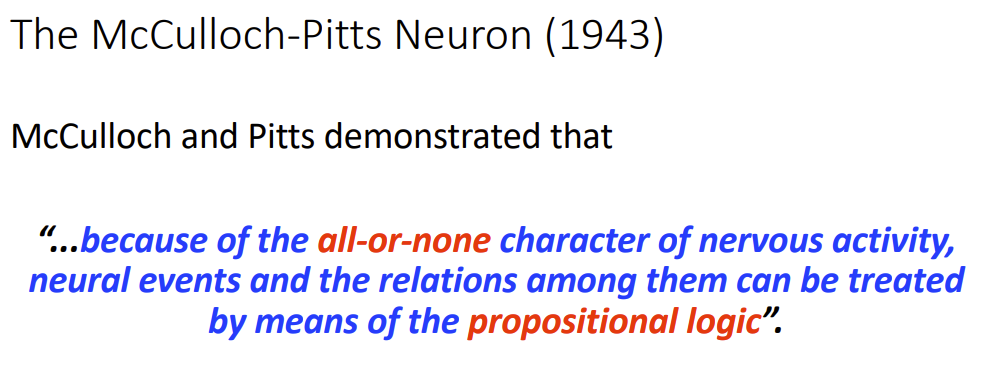 The McCulloch-Pitts Neuron (1943)
McCulloch and Pitts demonstrated that
“...because of the all-or-none character of nervous activity,
neural events and the relations among them can be treated
by means of the propositional logic”.